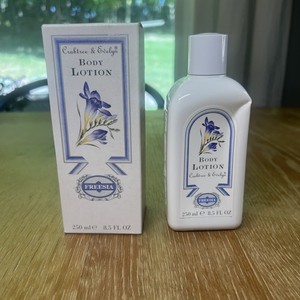 Crabtree & Evelyn
BODY
LOTION
FREESIA
250 ml ℮ 8.5 FL OZ
BODY
LOTION
Crabtree & Evelyn
FREESIA
250 ml ℮ 8.5 FL OZ